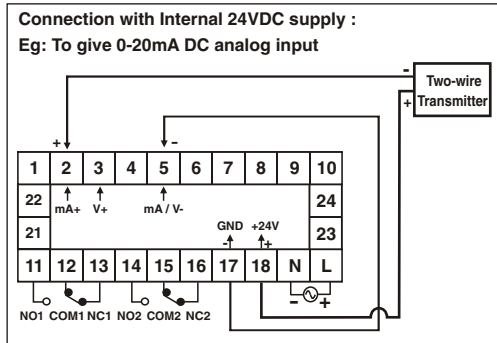 Connection with Internal 24VDC supply :
Eg: To give 0-20mA DC analog input
- Two-wire
+ Transmitter
+ -
1 2 3 4 5 6 7 8 9 10
22 mA+ V+ mA / V- 24
21 GND +24V 23
- +
11 12 13 14 15 16 17 18 N L
- +
NO1 COM1 NC1 NO2 COM2 NC2